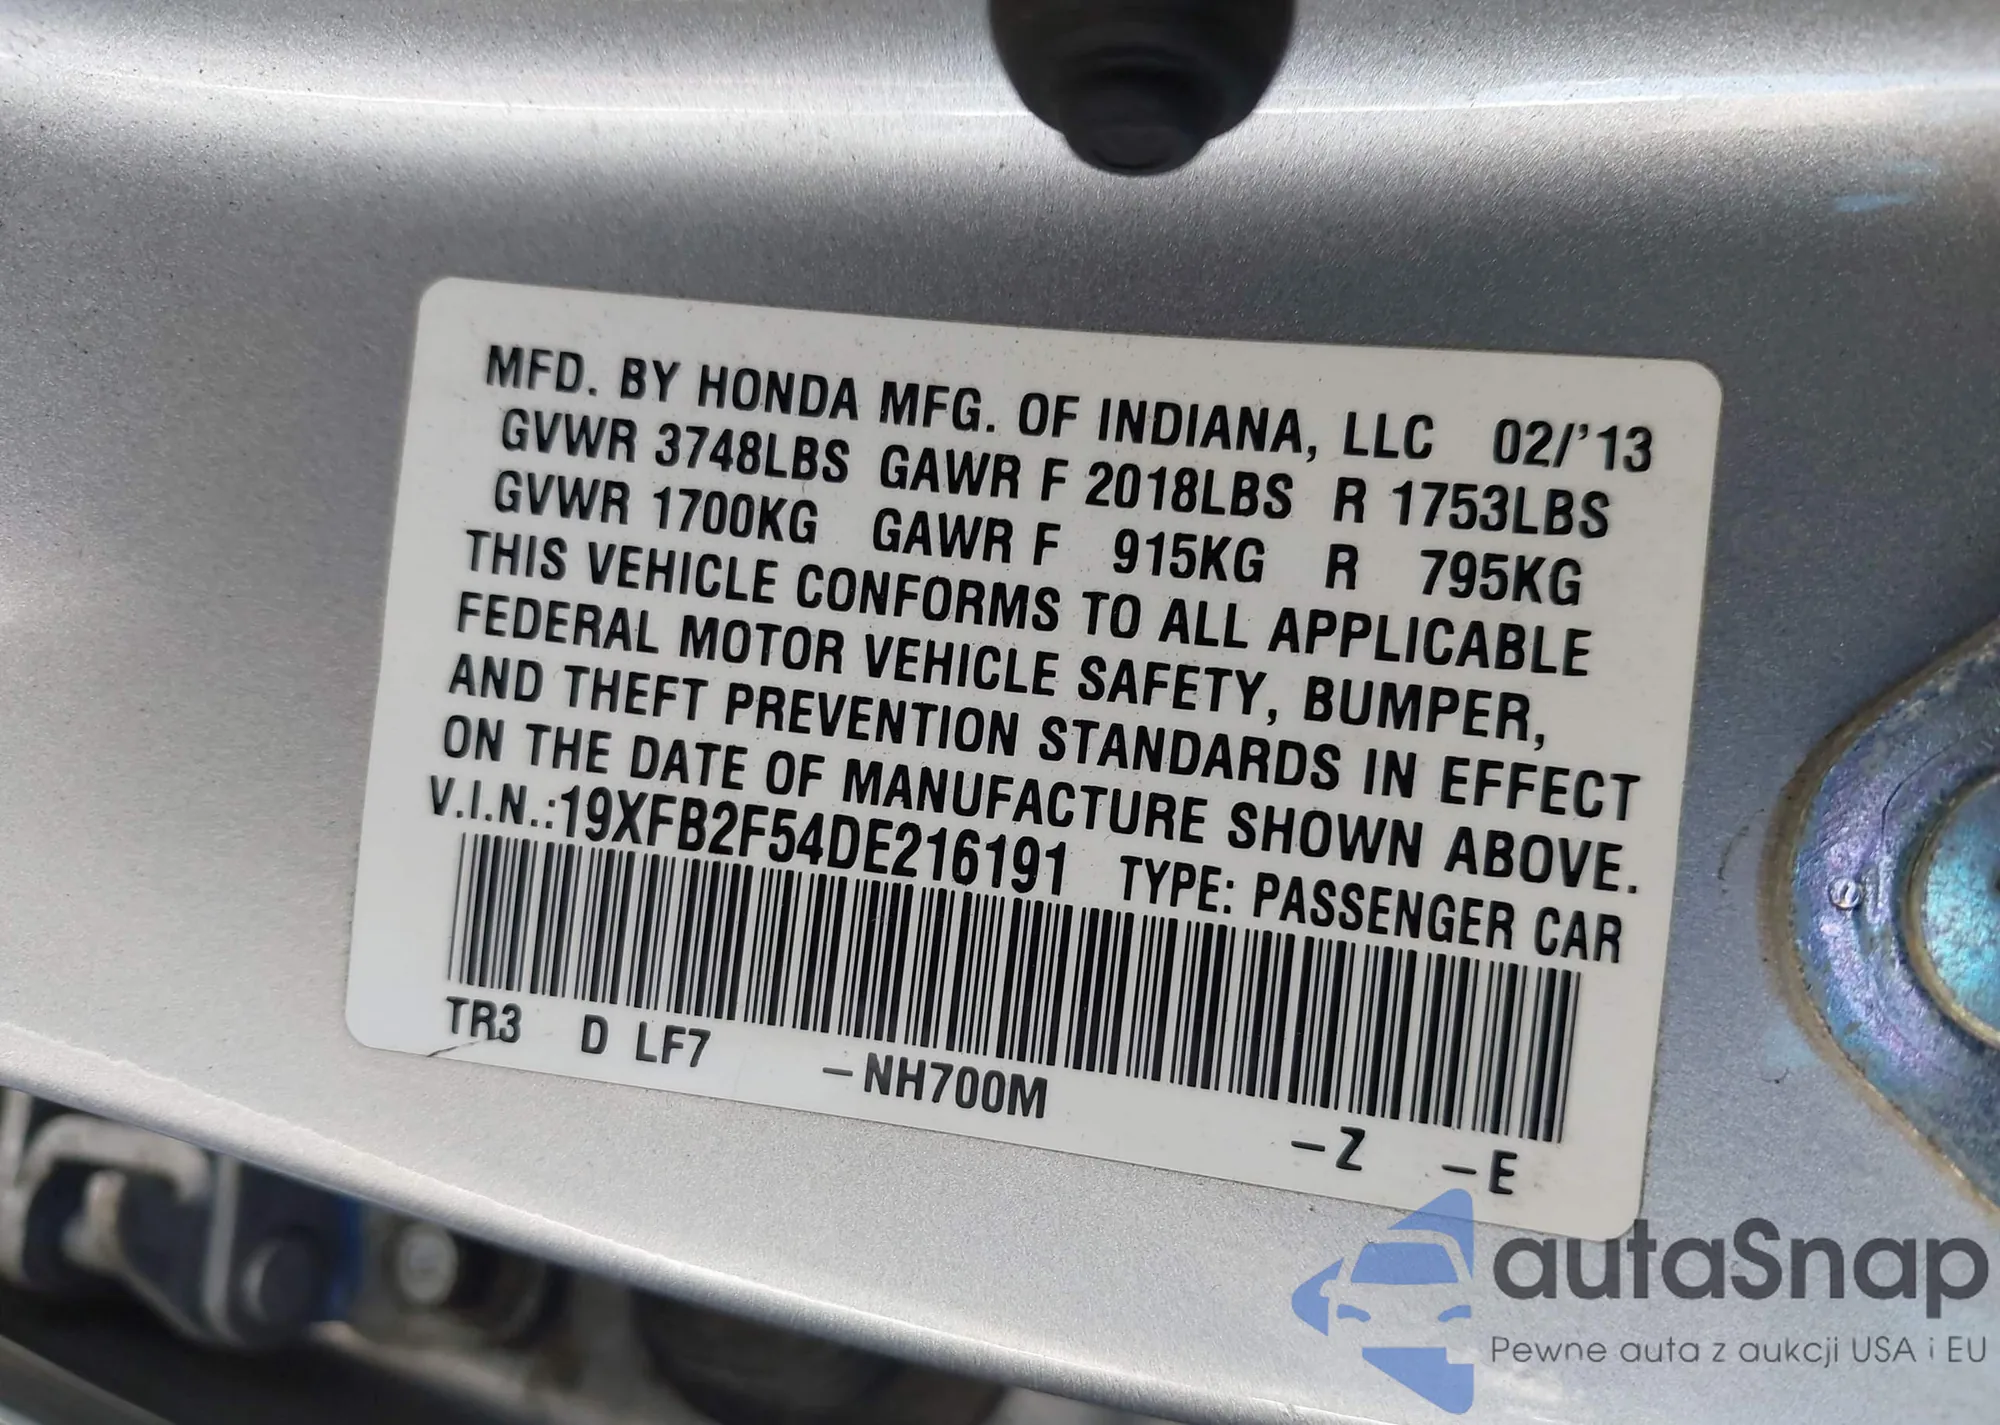 MFD. BY HONDA MFG. OF INDIANA, LLC 02/'13
GVWR 3748LBS GAWR F 2018LBS R 1753LBS
GVWR 1700KG GAWR F 915KG R 795KG
THIS VEHICLE CONFORMS TO ALL APPLICABLE
FEDERAL MOTOR VEHICLE SAFETY, BUMPER,
AND THEFT PREVENTION STANDARDS IN EFFECT
ON THE DATE OF MANUFACTURE SHOWN ABOVE.
V.I.N.:19XFB2F54DE216191 TYPE: PASSENGER CAR
TR3 D LF7 –NH700M –Z –E
autaSnap
Pewne auta z aukcji USA i EU